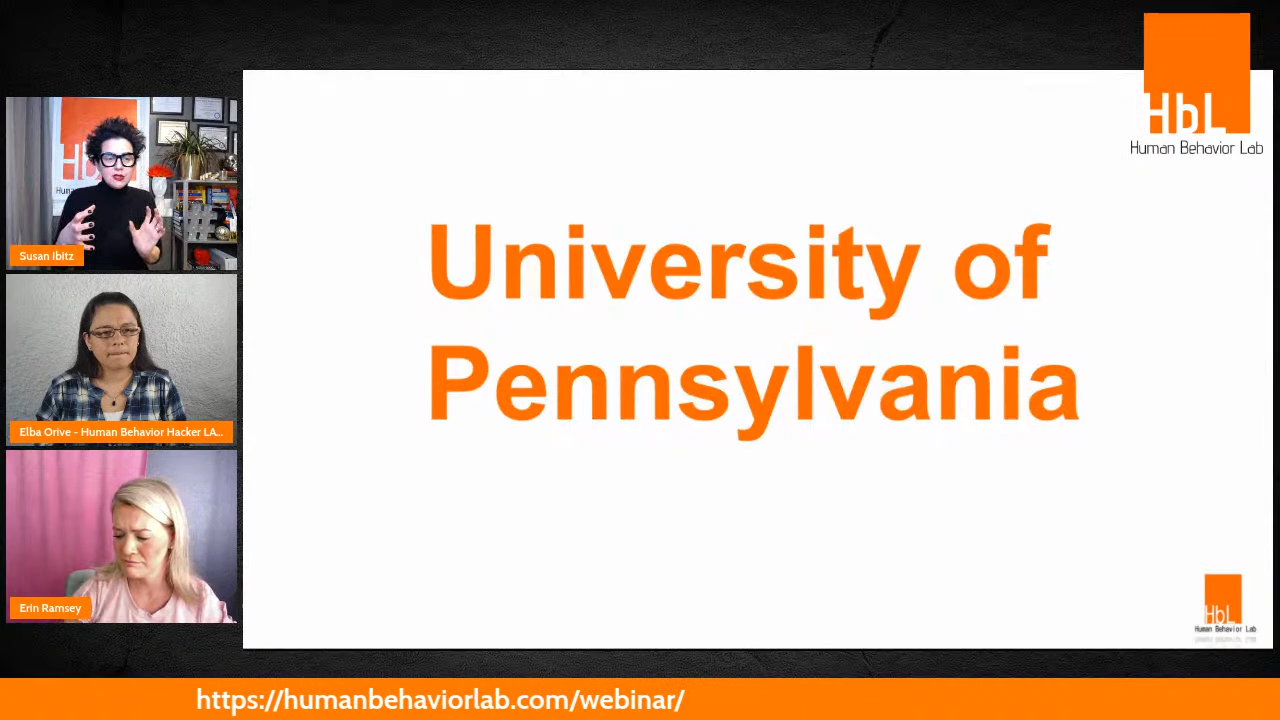 HbL
Human Behavior Lab
University of
Pennsylvania
Susan Ibitz
Elba Orive - Human Behavior Hacker LA...
Erin Ramsey
HbL
Human Behavior Lab
https://humanbehaviorlab.com/webinar/